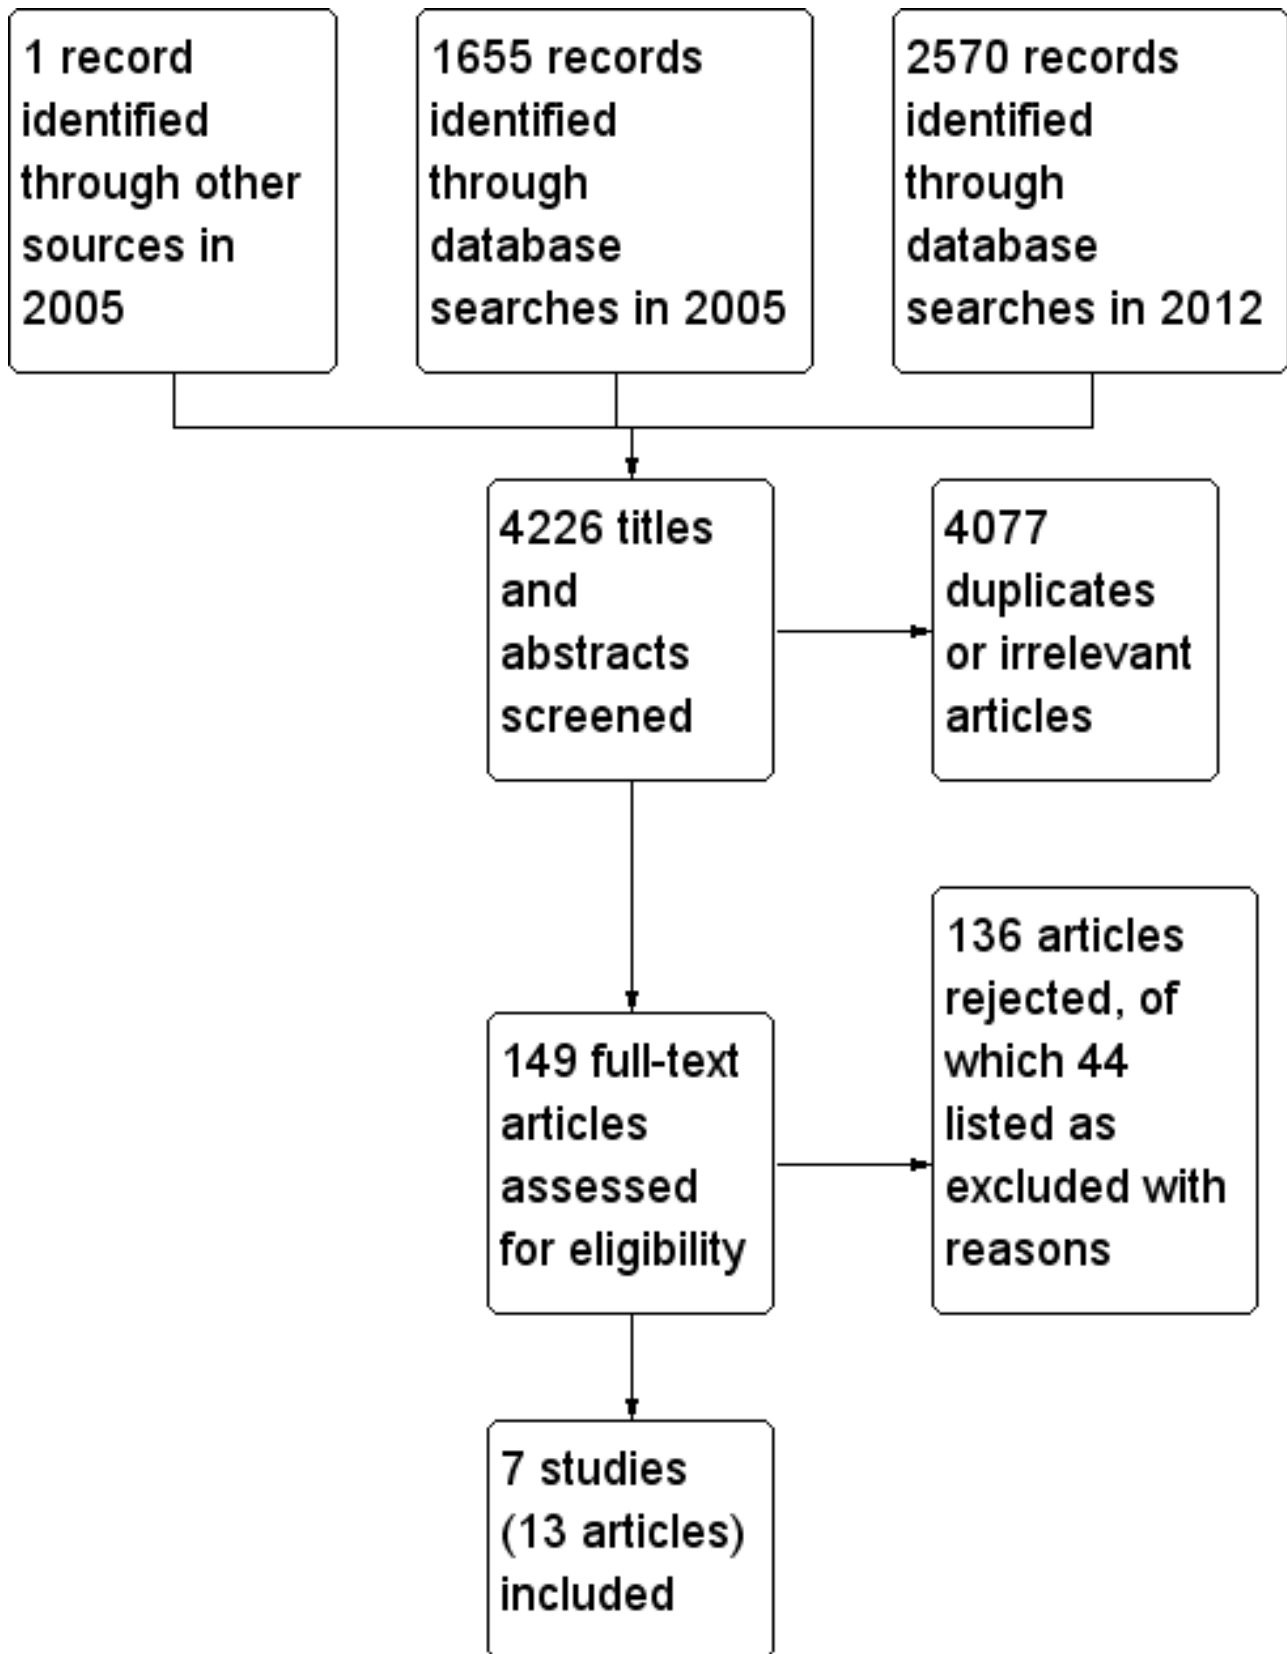 1 record
identified
through other
sources in
2005
1655 records
identified
through
database
searches in 2005
2570 records
identified
through
database
searches in 2012
4226 titles
and
abstracts
screened
4077
duplicates
or irrelevant
articles
136 articles
rejected, of
which 44
listed as
excluded with
reasons
149 full-text
articles
assessed
for eligibility
7 studies
(13 articles)
included